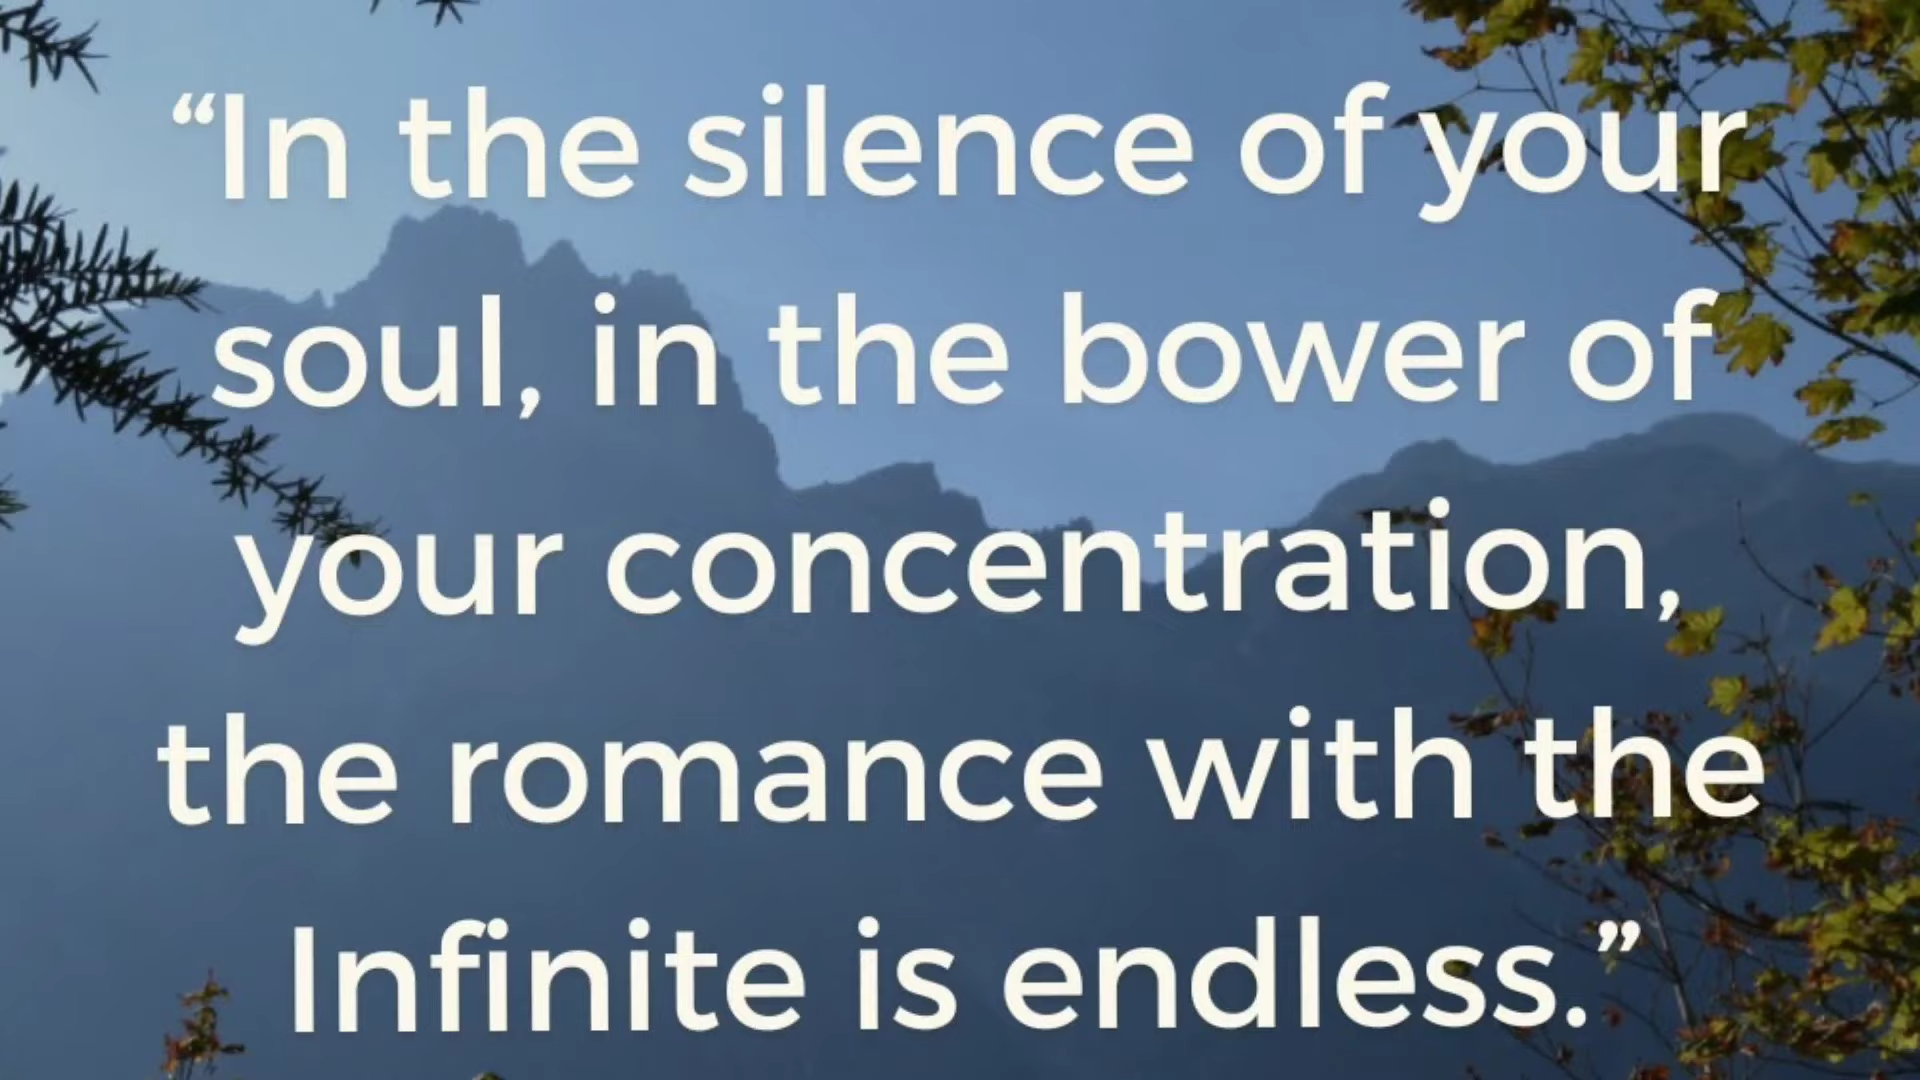 “In the silence of your
soul, in the bower of
your concentration,
the romance with the
Infinite is endless.”